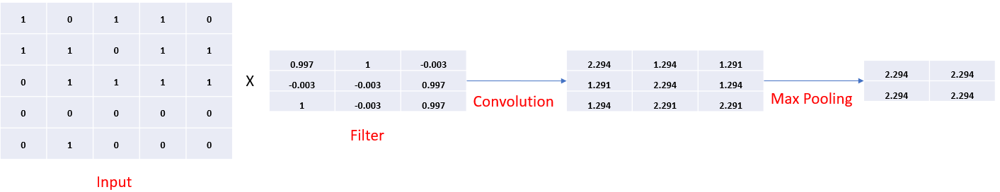 1 0 1 1 0
1 1 0 1 1
0 1 1 1 1
0 0 0 0 0
0 1 0 0 0
Input
X
0.997 1 -0.003
-0.003 -0.003 0.997
1 -0.003 0.997
Filter
Convolution
2.294 1.294 1.291
1.291 2.294 1.294
1.294 2.291 2.291
Max Pooling
2.294 2.294
2.294 2.294